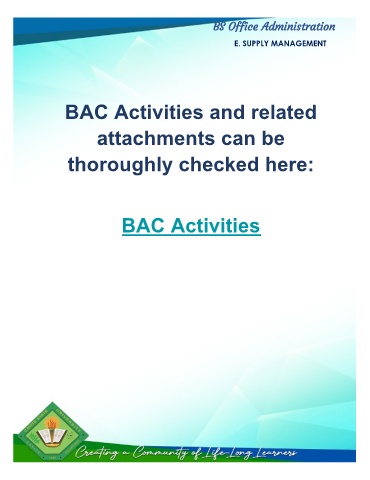 BS Office Administration
E. SUPPLY MANAGEMENT
BAC Activities and related
attachments can be
thoroughly checked here:
BAC Activities
Creating a Community of Life-Long Learners